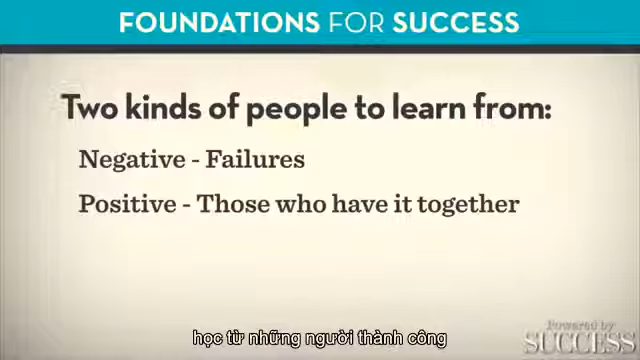 FOUNDATIONS FOR SUCCESS
Two kinds of people to learn from:
Negative - Failures
Positive - Those who have it together
Powered by
SUCCESS
học từ những người thành công